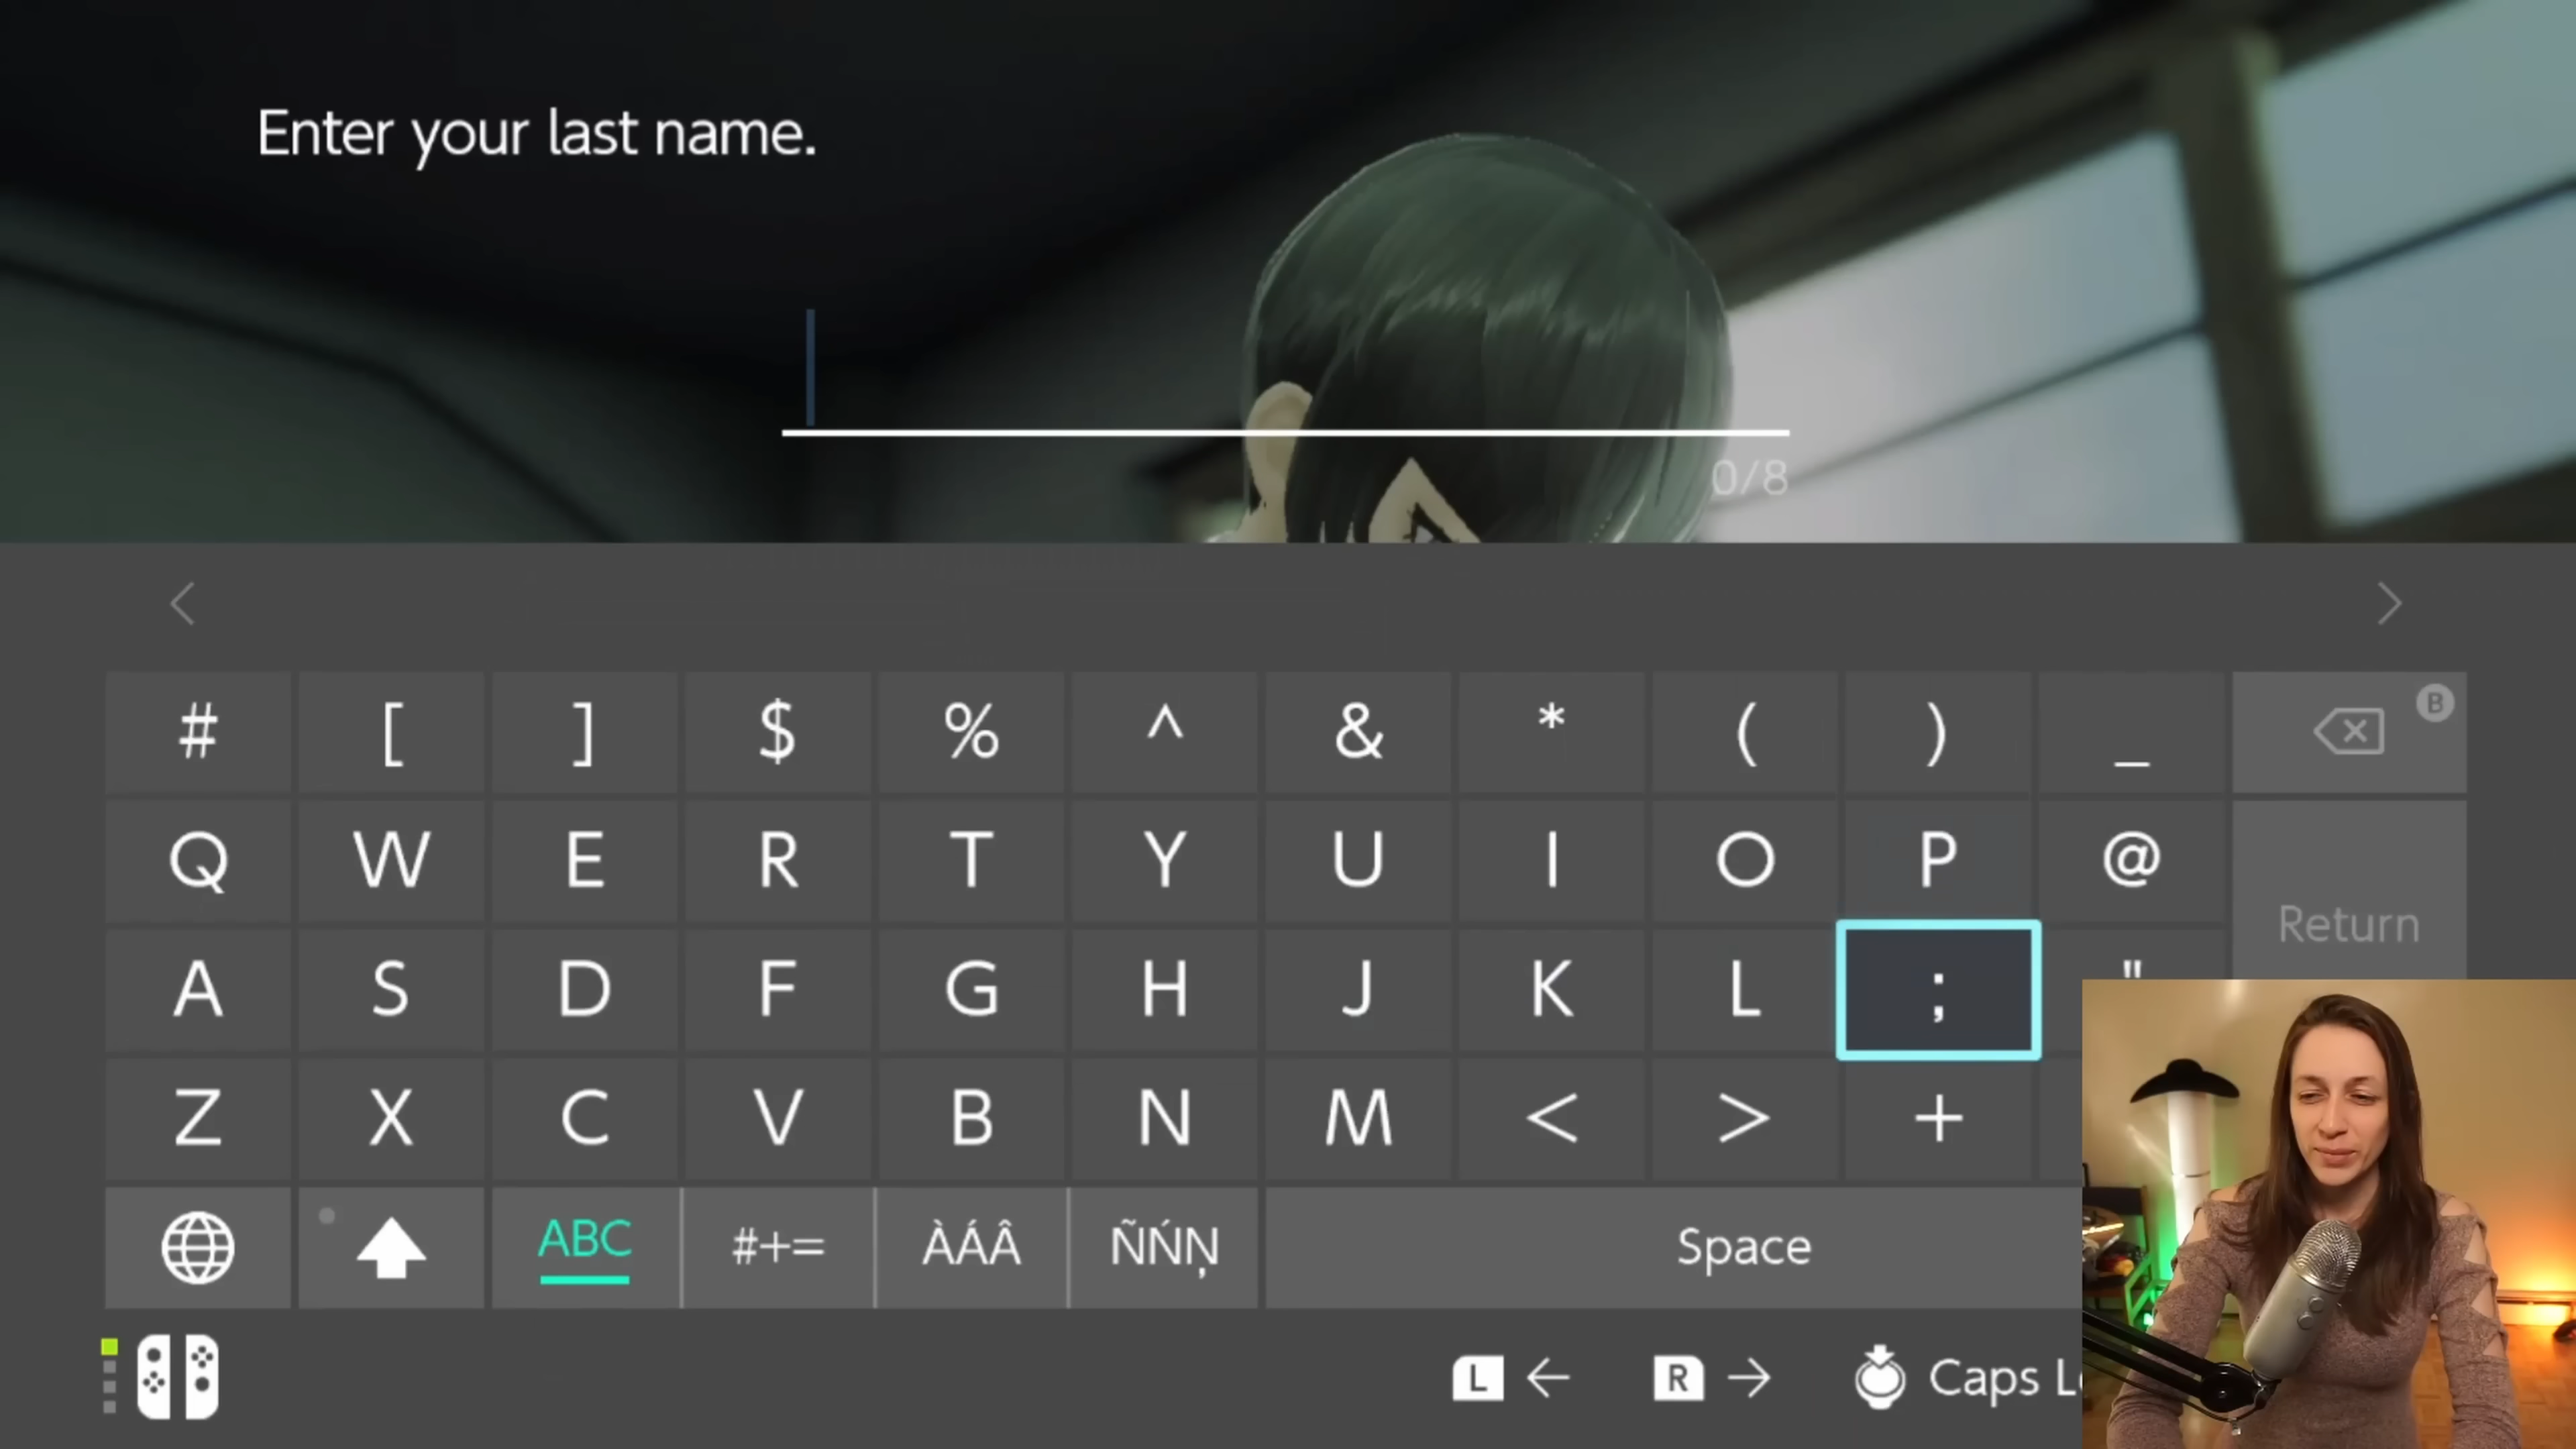 Enter your last name.
0/8
# [ ] $ % ^ & * ( ) _ B
Q W E R T Y U I O P @
Return
A S D F G H J K L ; "
Z X C V B N M < > +
ABC #+= ÀÁÂ ÑŃŅ Space
L ← R → Caps